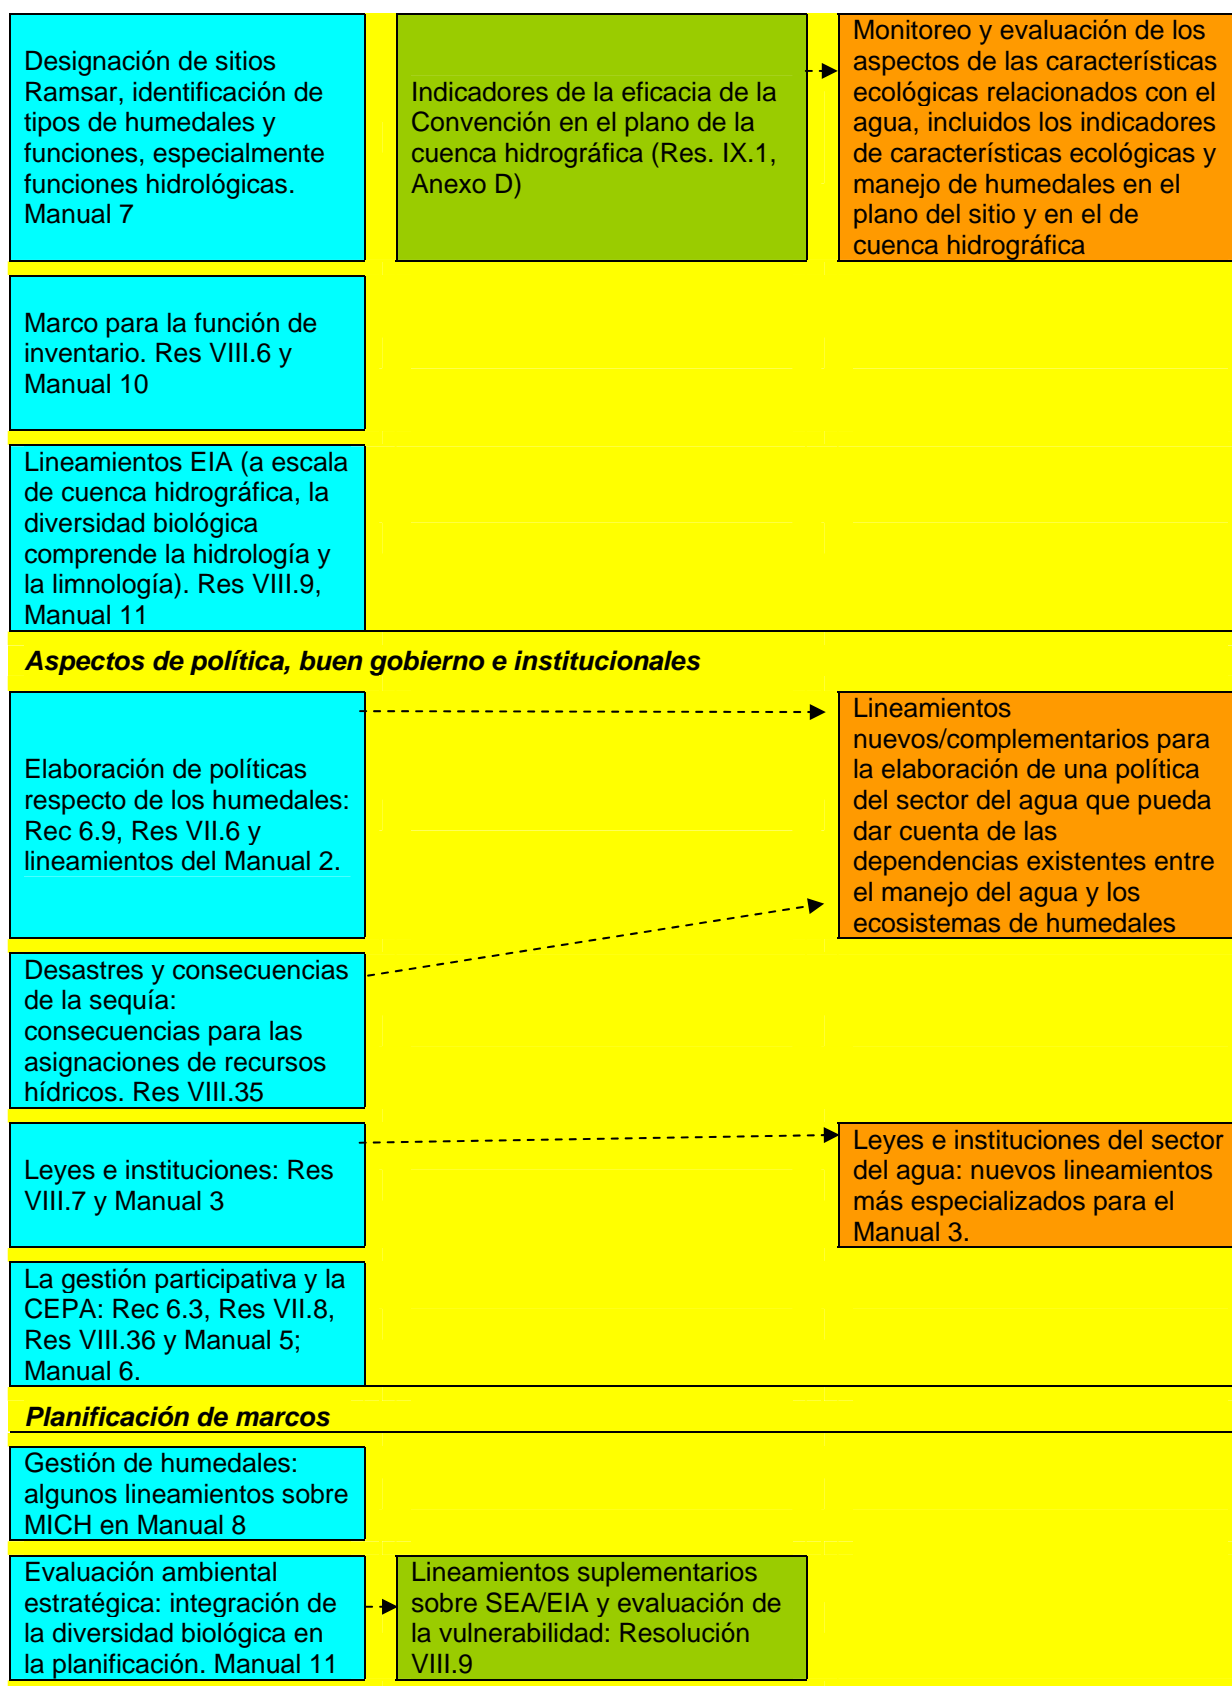 Designación de sitios
Ramsar, identificación de
tipos de humedales y
funciones, especialmente
funciones hidrológicas.
Manual 7
Indicadores de la eficacia de la
Convención en el plano de la
cuenca hidrográfica (Res. IX.1,
Anexo D)
Monitoreo y evaluación de los
aspectos de las características
ecológicas relacionados con el
agua, incluidos los indicadores
de características ecológicas y
manejo de humedales en el
plano del sitio y en el de
cuenca hidrográfica
Marco para la función de
inventario. Res VIII.6 y
Manual 10
Lineamientos EIA (a escala
de cuenca hidrográfica, la
diversidad biológica
comprende la hidrología y
la limnología). Res VIII.9,
Manual 11
Aspectos de política, buen gobierno e institucionales
Elaboración de políticas
respecto de los humedales:
Rec 6.9, Res VII.6 y
lineamientos del Manual 2.
Lineamientos
nuevos/complementarios para
la elaboración de una política
del sector del agua que pueda
dar cuenta de las
dependencias existentes entre
el manejo del agua y los
ecosistemas de humedales
Desastres y consecuencias
de la sequía:
consecuencias para las
asignaciones de recursos
hídricos. Res VIII.35
Leyes e instituciones: Res
VIII.7 y Manual 3
Leyes e instituciones del sector
del agua: nuevos lineamientos
más especializados para el
Manual 3.
La gestión participativa y la
CEPA: Rec 6.3, Res VII.8,
Res VIII.36 y Manual 5;
Manual 6.
Planificación de marcos
Gestión de humedales:
algunos lineamientos sobre
MICH en Manual 8
Evaluación ambiental
estratégica: integración de
la diversidad biológica en
la planificación. Manual 11
Lineamientos suplementarios
sobre SEA/EIA y evaluación de
la vulnerabilidad: Resolución
VIII.9